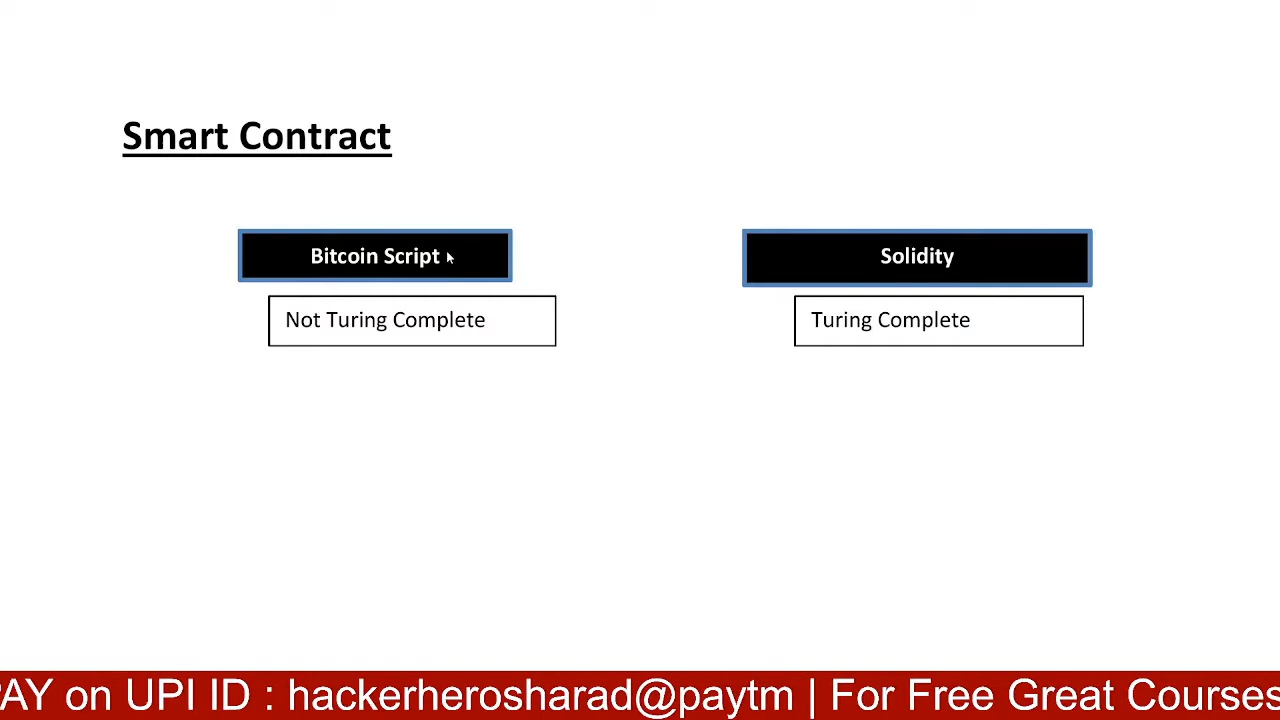 Smart Contract
Bitcoin Script
Solidity
Not Turing Complete
Turing Complete
PAY on UPI ID : hackerherosharad@paytm | For Free Great Courses